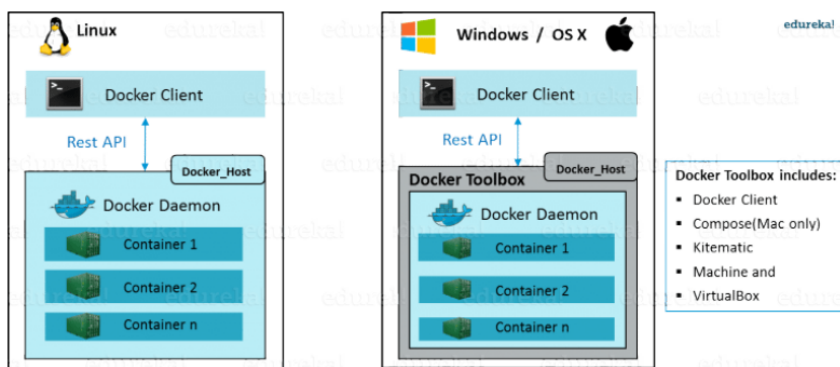 Linux
Docker Client
Rest API
Docker_Host
Docker Daemon
Container 1
Container 2
Container n
Windows / OS X
Docker Client
Rest API
Docker_Host
Docker Toolbox
Docker Daemon
Container 1
Container 2
Container n
edureka!
Docker Toolbox includes:
▪ Docker Client
▪ Compose(Mac only)
▪ Kitematic
▪ Machine and
▪ VirtualBox